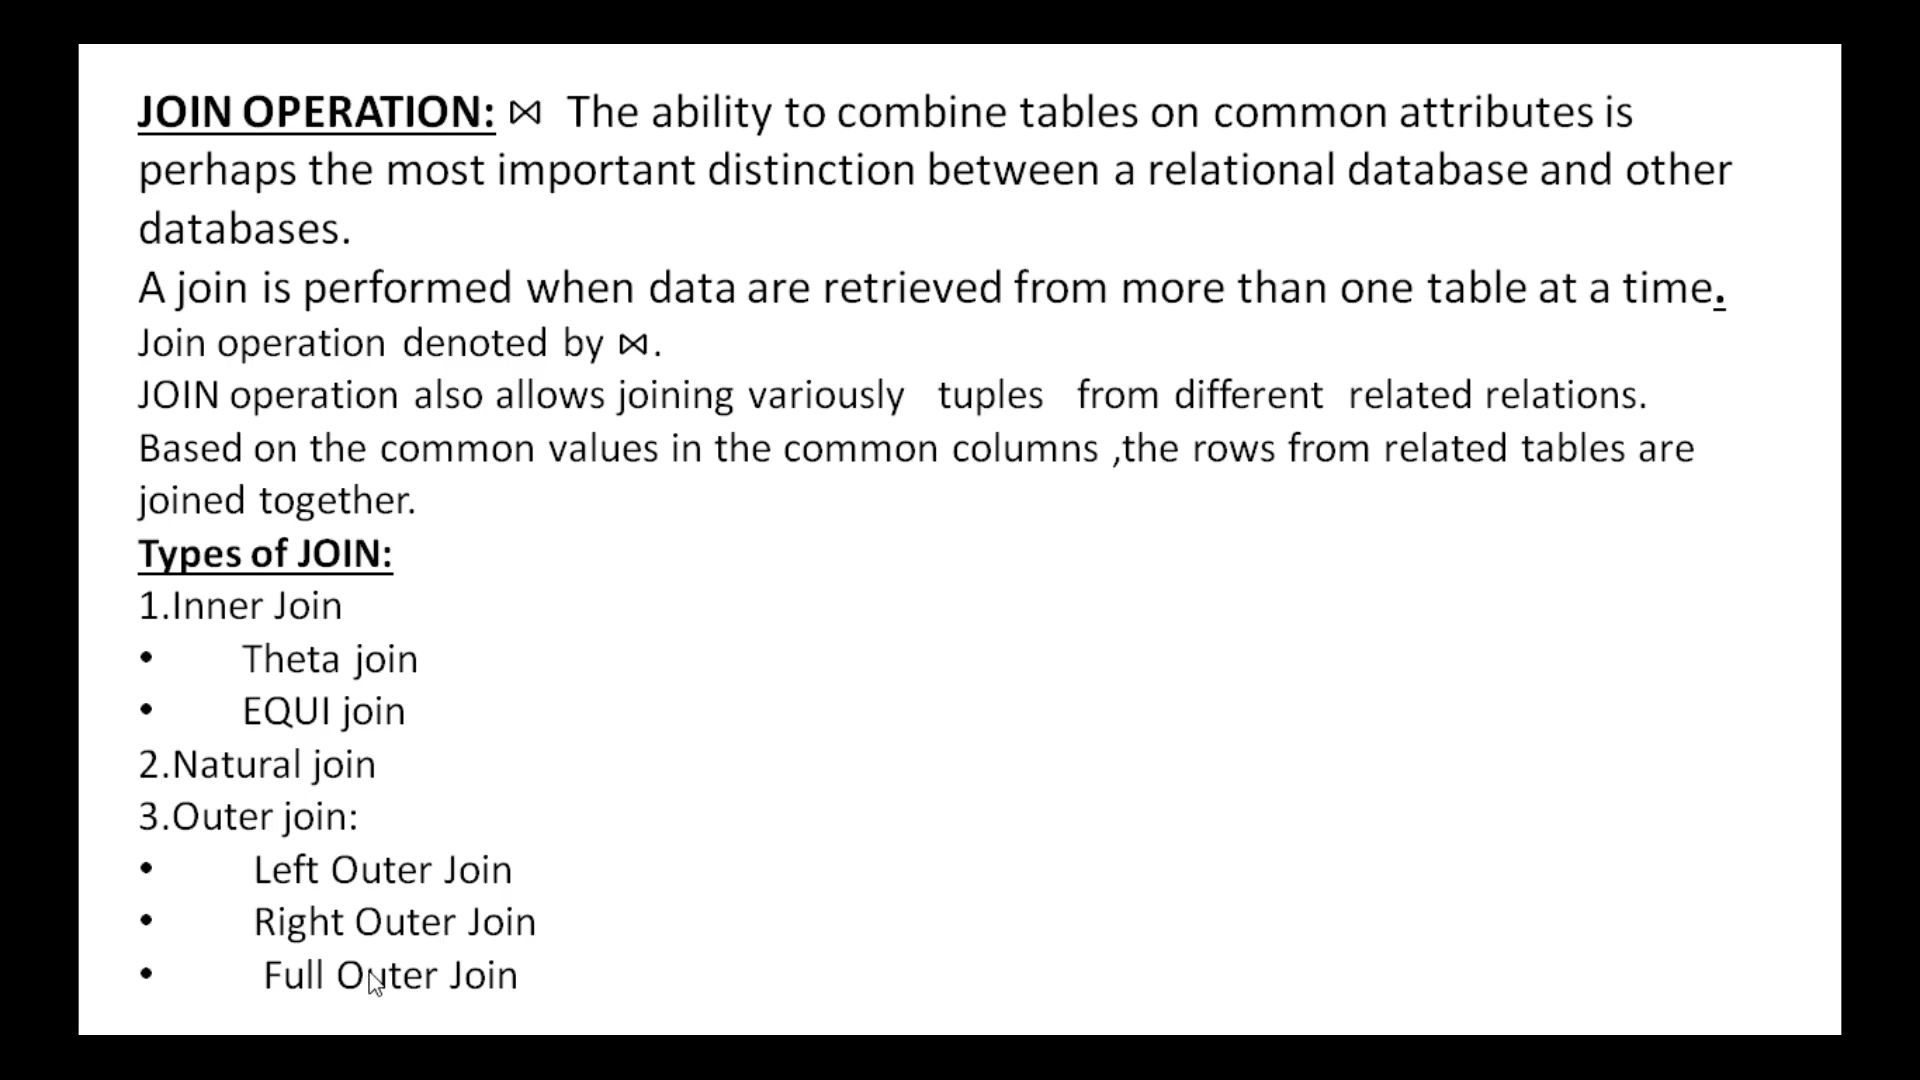 JOIN OPERATION: ⋈ The ability to combine tables on common attributes is
perhaps the most important distinction between a relational database and other
databases.
A join is performed when data are retrieved from more than one table at a time.
Join operation denoted by ⋈.
JOIN operation also allows joining variously tuples from different related relations.
Based on the common values in the common columns ,the rows from related tables are
joined together.
Types of JOIN:
1.Inner Join
• Theta join
• EQUI join
2.Natural join
3.Outer join:
• Left Outer Join
• Right Outer Join
• Full Outer Join